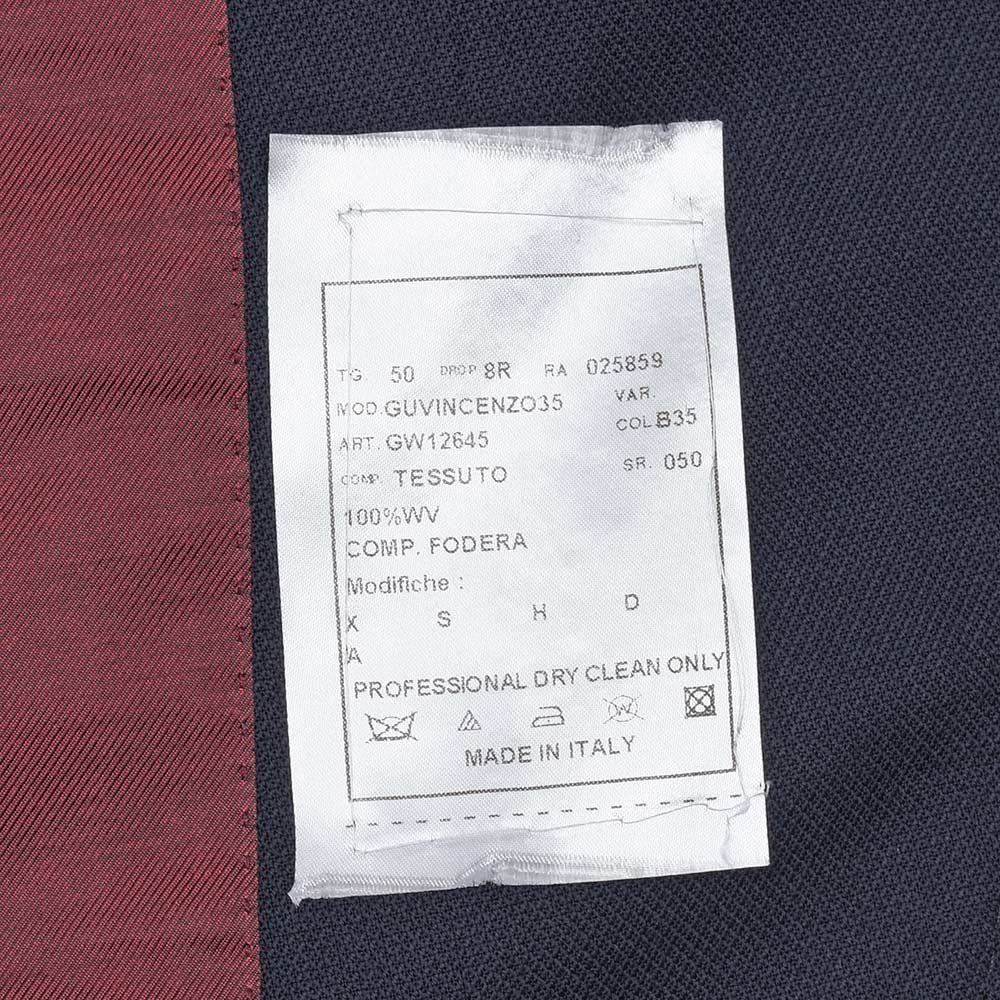 TG. 50 DROP 8R RA 025859
MOD. GUVINCENZO35 VAR.
ART. GW12645 COL. B35
COMP. TESSUTO SR. 050
100%WV
COMP. FODERA
Modifiche :
X S H D
A
PROFESSIONAL DRY CLEAN ONLY
W
MADE IN ITALY